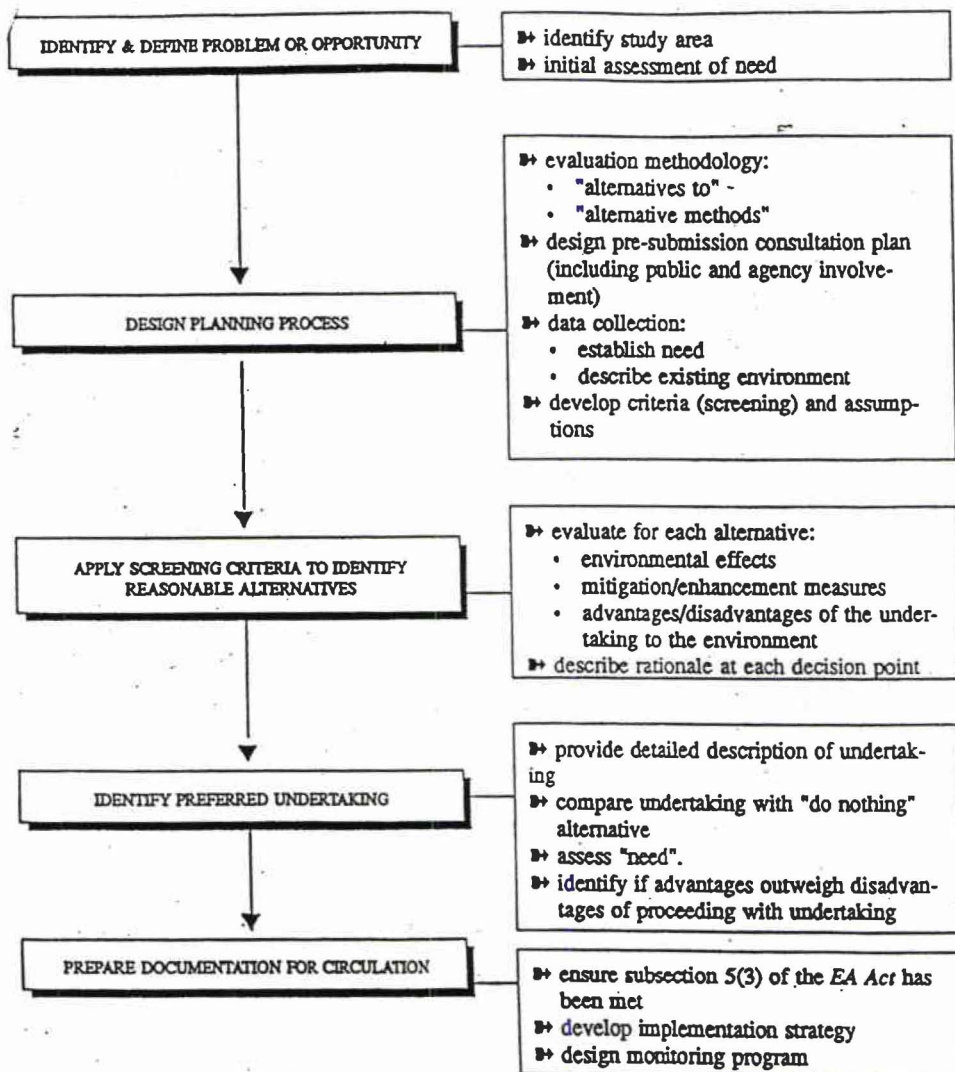 IDENTIFY & DEFINE PROBLEM OR OPPORTUNITY
➽ identify study area
➽ initial assessment of need
➽ evaluation methodology:
• "alternatives to" -
• "alternative methods"
➽ design pre-submission consultation plan
(including public and agency involve-
ment)
➽ data collection:
• establish need
• describe existing environment
➽ develop criteria (screening) and assump-
tions
DESIGN PLANNING PROCESS
APPLY SCREENING CRITERIA TO IDENTIFY
REASONABLE ALTERNATIVES
➽ evaluate for each alternative:
• environmental effects
• mitigation/enhancement measures
• advantages/disadvantages of the under-
taking to the environment
➽ describe rationale at each decision point
IDENTIFY PREFERRED UNDERTAKING
➽ provide detailed description of undertak-
ing
➽ compare undertaking with "do nothing"
alternative
➽ assess "need".
➽ identify if advantages outweigh disadvan-
tages of proceeding with undertaking
PREPARE DOCUMENTATION FOR CIRCULATION
➽ ensure subsection 5(3) of the EA Act has
been met
➽ develop implementation strategy
➽ design monitoring program